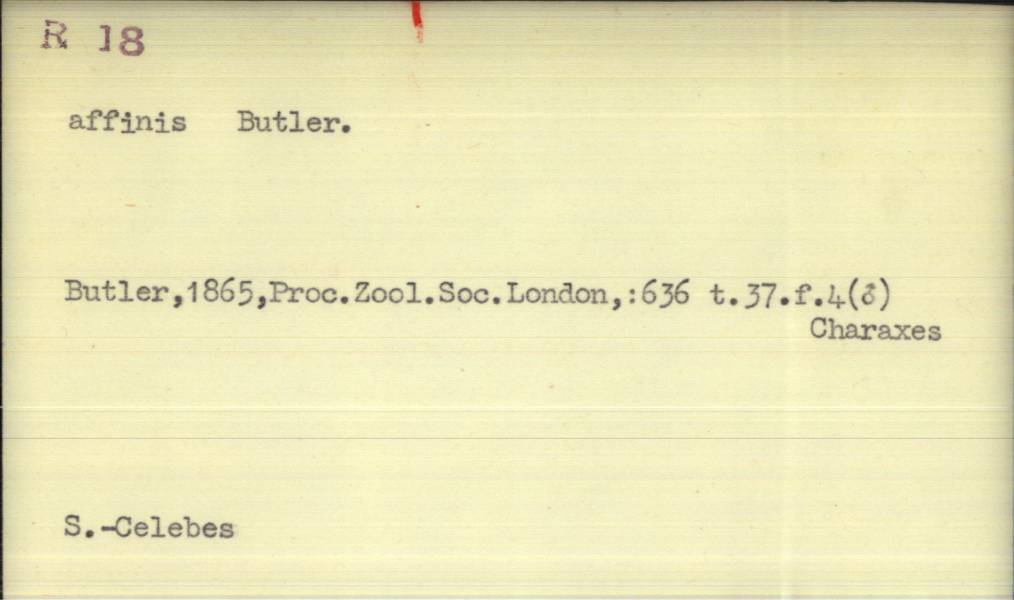 R 18
affinis Butler.
Butler,1865,Proc.Zool.Soc.London,:636 t.37.f.4(♂)
Charaxes
S.-Celebes